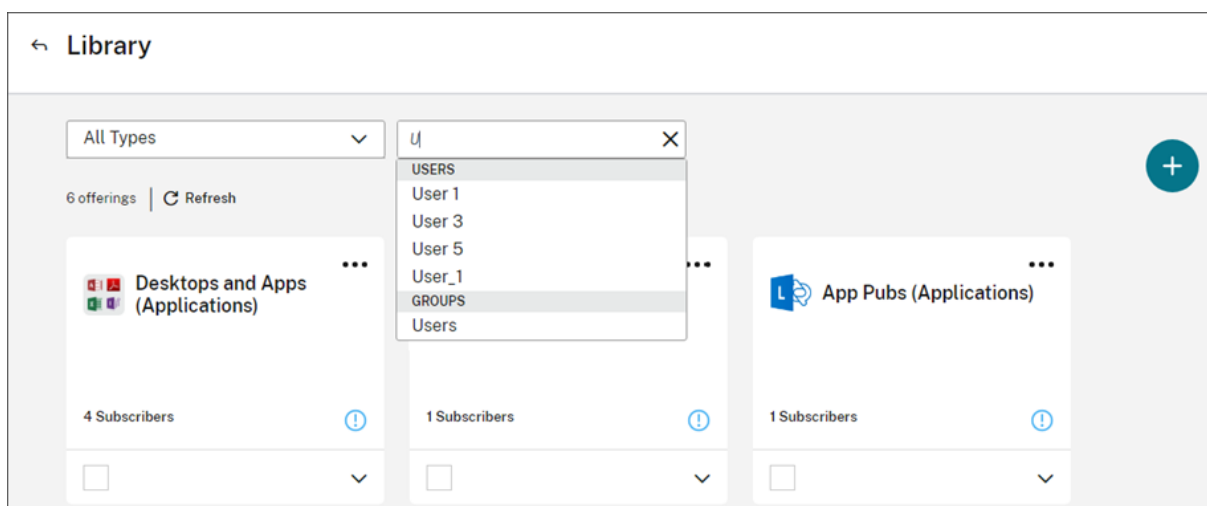 Library
All Types
U
USERS
6 offerings Refresh
User 1
User 3
User 5
User_1
GROUPS
Users
Desktops and Apps
(Applications)
L
App Pubs (Applications)
4 Subscribers
1 Subscribers
1 Subscribers